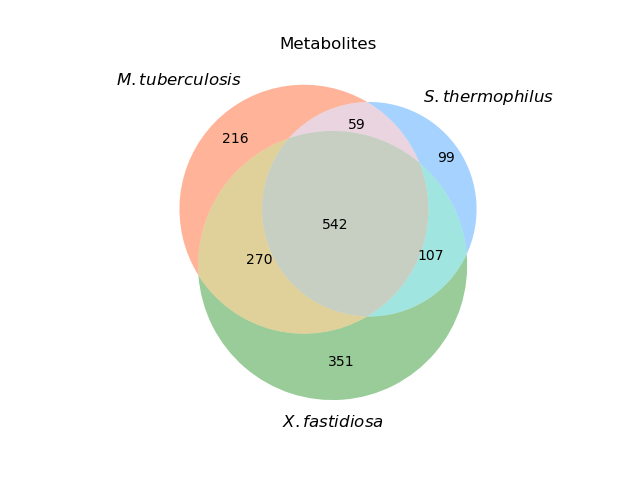 Metabolites
M. tuberculosis
S. thermophilus
59
216
99
542
107
270
351
X. fastidiosa